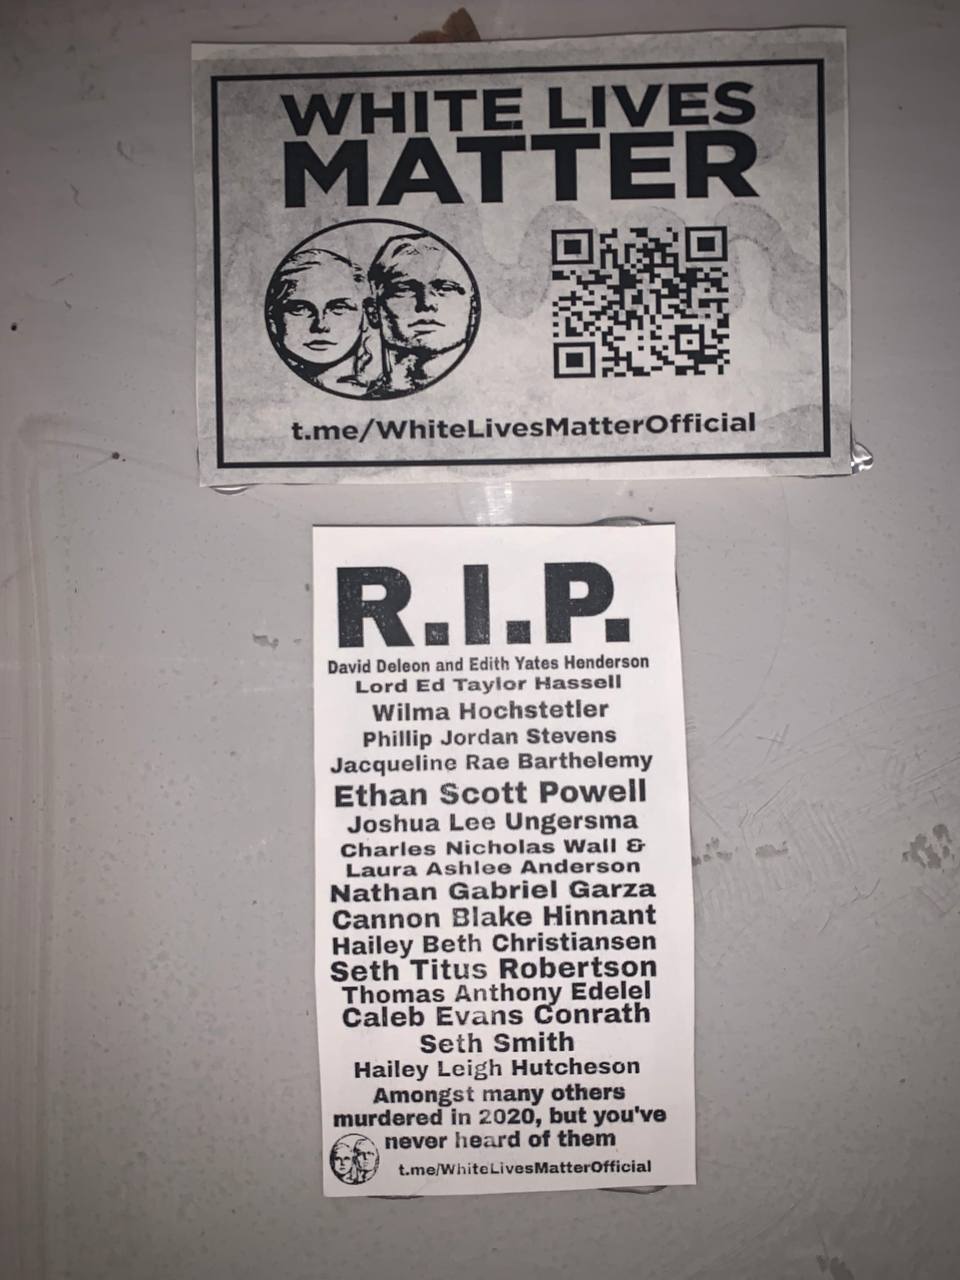 WHITE LIVES
MATTER
t.me/WhiteLivesMatterOfficial
R.I.P.
David Deleon and Edith Yates Henderson
Lord Ed Taylor Hassell
Wilma Hochstetler
Phillip Jordan Stevens
Jacqueline Rae Barthelemy
Ethan Scott Powell
Joshua Lee Ungersma
Charles Nicholas Wall &
Laura Ashlee Anderson
Nathan Gabriel Garza
Cannon Blake Hinnant
Hailey Beth Christiansen
Seth Titus Robertson
Thomas Anthony Edelel
Caleb Evans Conrath
Seth Smith
Hailey Leigh Hutcheson
Amongst many others
murdered in 2020, but you've
never heard of them
t.me/WhiteLivesMatterOfficial